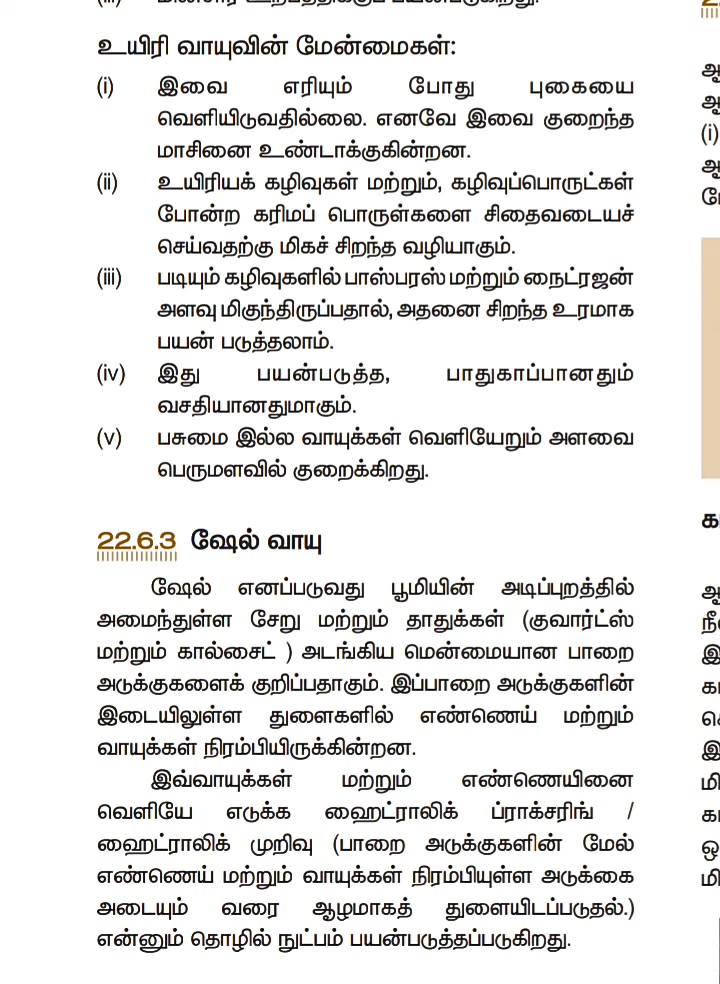 உயிரி வாயுவின் மேன்மைகள்:
(i) இவை எரியும் போது புகையை
வெளியிடுவதில்லை. எனவே இவை குறைந்த
மாசினை உண்டாக்குகின்றன.
(ii) உயிரியக் கழிவுகள் மற்றும், கழிவுப்பொருட்கள்
போன்ற கரிமப் பொருள்களை சிதைவடையச்
செய்வதற்கு மிகச் சிறந்த வழியாகும்.
(iii) படியும் கழிவுகளில் பாஸ்பரஸ் மற்றும் நைட்ரஜன்
அளவு மிகுந்திருப்பதால், அதனை சிறந்த உரமாக
பயன் படுத்தலாம்.
(iv) இது பயன்படுத்த, பாதுகாப்பானதும்
வசதியானதுமாகும்.
(v) பசுமை இல்ல வாயுக்கள் வெளியேறும் அளவை
பெருமளவில் குறைக்கிறது.
22.6.3 ஷேல் வாயு
ஷேல் எனப்படுவது பூமியின் அடிப்புறத்தில்
அமைந்துள்ள சேறு மற்றும் தாதுக்கள் (குவார்ட்ஸ்
மற்றும் கால்சைட் ) அடங்கிய மென்மையான பாறை
அடுக்குகளைக் குறிப்பதாகும். இப்பாறை அடுக்குகளின்
இடையிலுள்ள துளைகளில் எண்ணெய் மற்றும்
வாயுக்கள் நிரம்பியிருக்கின்றன.
இவ்வாயுக்கள் மற்றும் எண்ணெயினை
வெளியே எடுக்க ஹைட்ராலிக் ப்ராக்சரிங் /
ஹைட்ராலிக் முறிவு (பாறை அடுக்குகளின் மேல்
எண்ணெய் மற்றும் வாயுக்கள் நிரம்பியுள்ள அடுக்கை
அடையும் வரை ஆழமாகத் துளையிடப்படுதல்.)
என்னும் தொழில் நுட்பம் பயன்படுத்தப்படுகிறது.
(i)